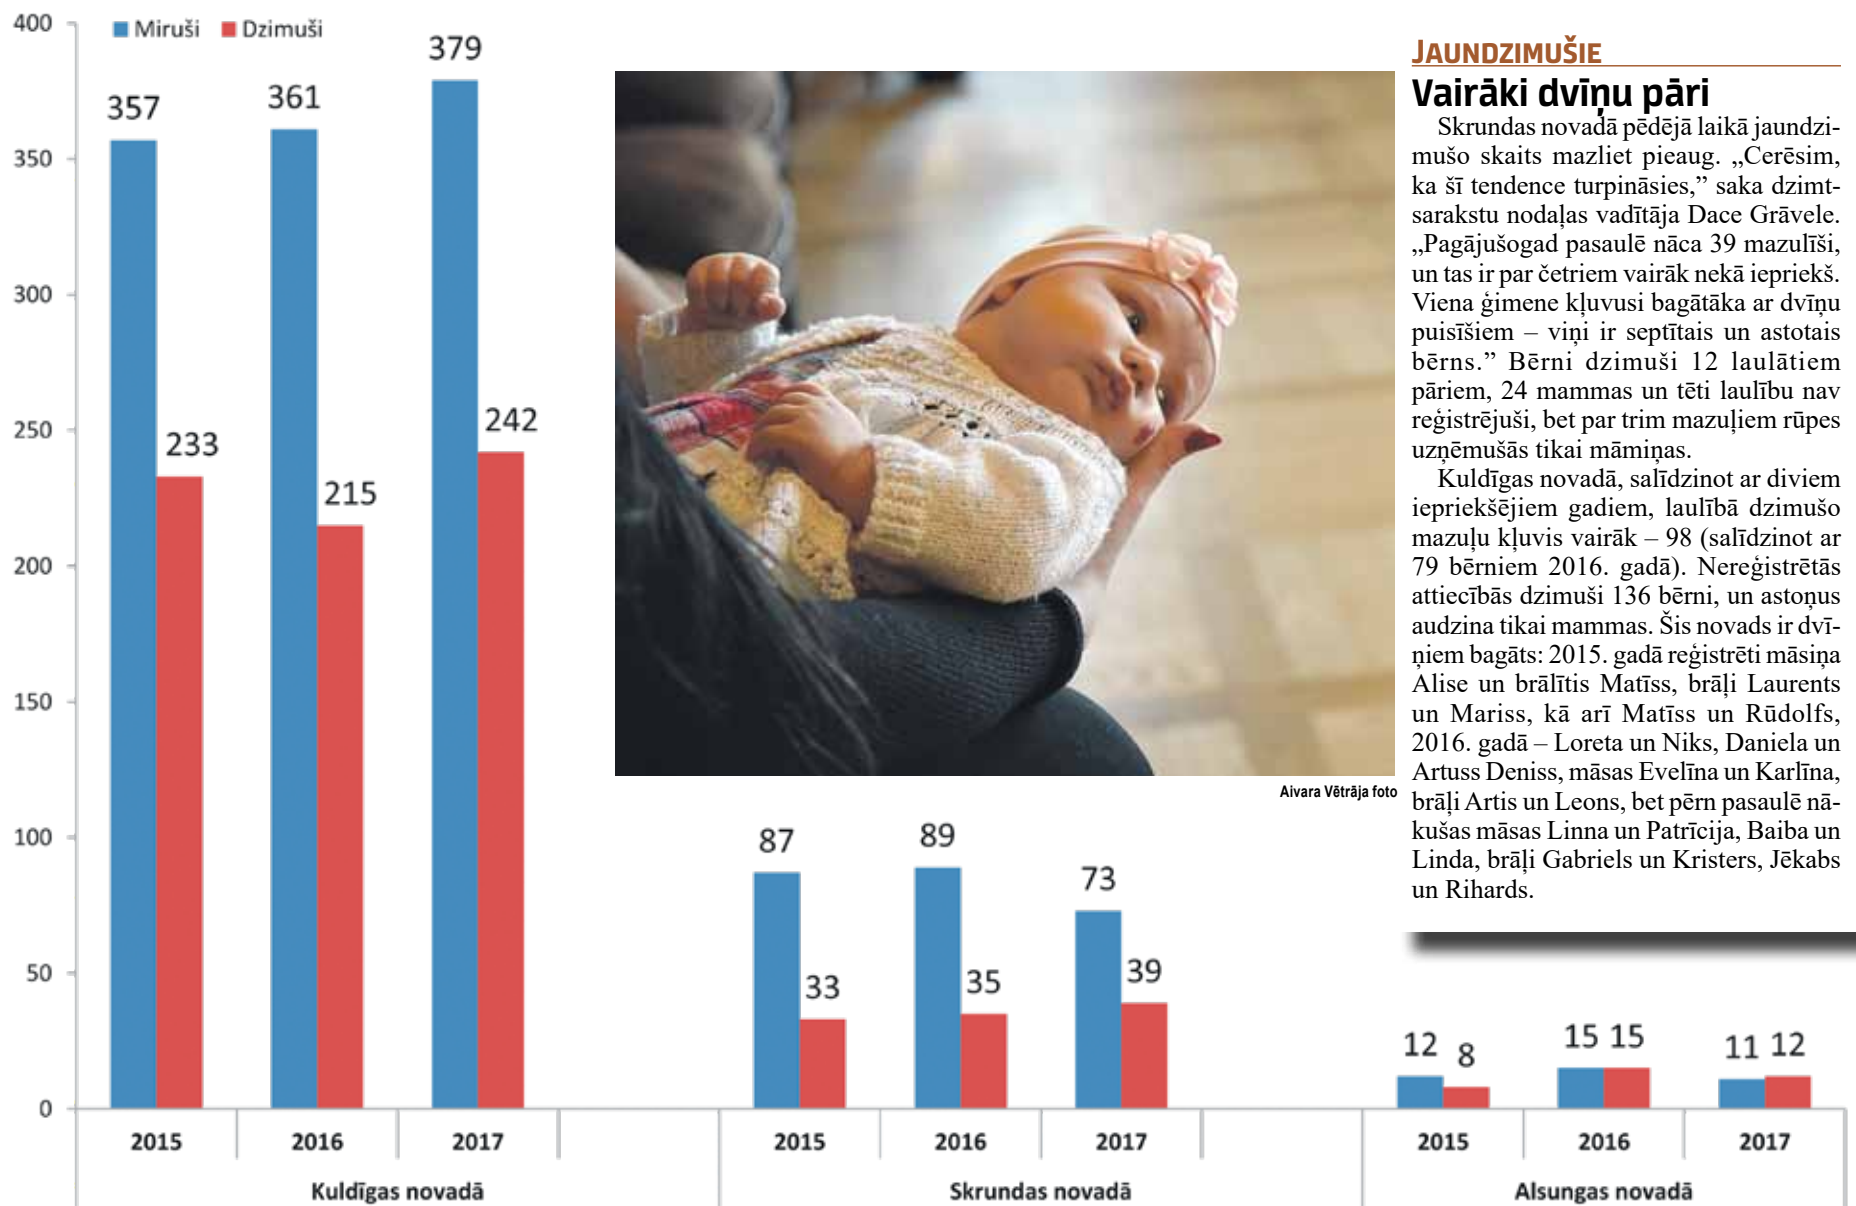 400
350
300
250
200
150
100
50
0
Miruši Dzimuši
357
233
361
215
379
242
87
33
89
35
73
39
12
8
15
15
11
12
2015
2016
2017
2015
2016
2017
2015
2016
2017
Kuldīgas novadā
Skrundas novadā
Alsungas novadā
Aivara Vētrāja foto
JAUNDZIMUŠIE
Vairāki dvīņu pāri
Skrundas novadā pēdējā laikā jaundzi-
mušo skaits mazliet pieaug. „Cerēsim,
ka šī tendence turpināsies,” saka dzimt-
sarakstu nodaļas vadītāja Dace Grāvele.
„Pagājušogad pasaulē nāca 39 mazulīši,
un tas ir par četriem vairāk nekā iepriekš.
Viena ģimene kļuvusi bagātāka ar dvīņu
puisīšiem – viņi ir septītais un astotais
bērns.” Bērni dzimuši 12 laulātiem
pāriem, 24 mammas un tēti laulību nav
reģistrējuši, bet par trim mazuļiem rūpes
uzņēmušās tikai māmiņas.
Kuldīgas novadā, salīdzinot ar diviem
iepriekšējiem gadiem, laulībā dzimušo
mazuļu kļuvis vairāk – 98 (salīdzinot ar
79 bērniem 2016. gadā). Nereģistrētās
attiecībās dzimuši 136 bērni, un astoņus
audzina tikai mammas. Šis novads ir dvī-
ņiem bagāts: 2015. gadā reģistrēti māsiņa
Alise un brālītis Matīss, brāļi Laurents
un Mariss, kā arī Matīss un Rūdolfs,
2016. gadā – Loreta un Niks, Daniela un
Artuss Deniss, māsas Evelīna un Karlīna,
brāļi Artis un Leons, bet pērn pasaulē nā-
kušas māsas Linna un Patrīcija, Baiba un
Linda, brāļi Gabriels un Kristers, Jēkabs
un Rihards.